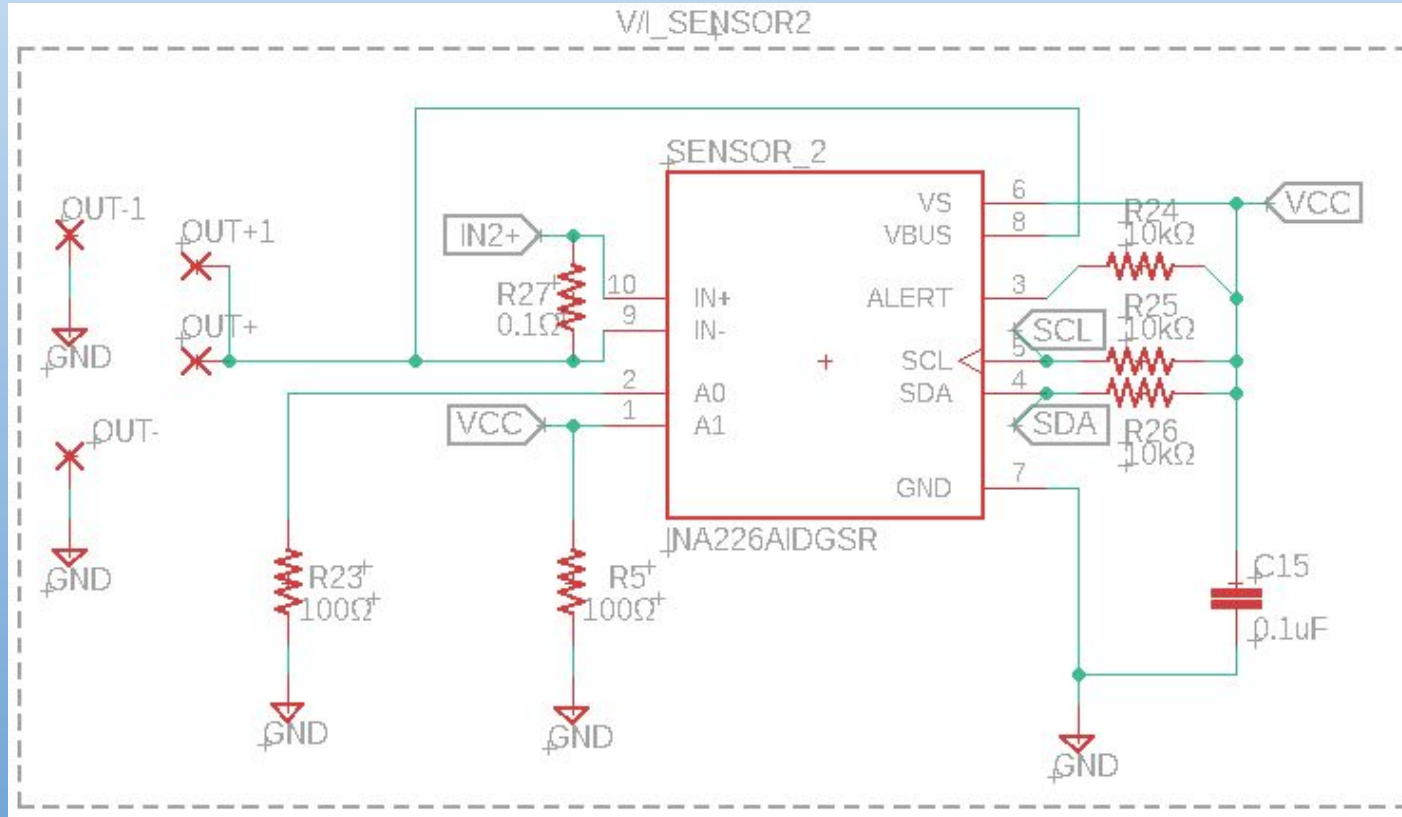 V/I_SENSOR2
SENSOR_2
OUT-1
OUT+1
OUT+
GND
OUT-
GND
IN2+
R27
0.1Ω
10
9
2
1
VCC
IN+
IN-
A0
A1
VS
VBUS
ALERT
SCL
SDA
GND
6
8
3
5
4
7
INA226AIDGSR
VCC
R24
10kΩ
R25
10kΩ
SCL
SDA
R26
10kΩ
R23
100Ω
GND
R5
100Ω
GND
C15
0.1uF
GND